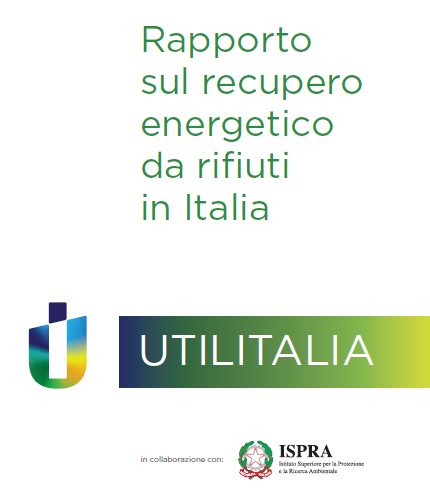 Rapporto
sul recupero
energetico
da rifiuti
in Italia
UTILITALIA
in collaborazione con:
ISPRA
Istituto Superiore per la Protezione
e la Ricerca Ambientale